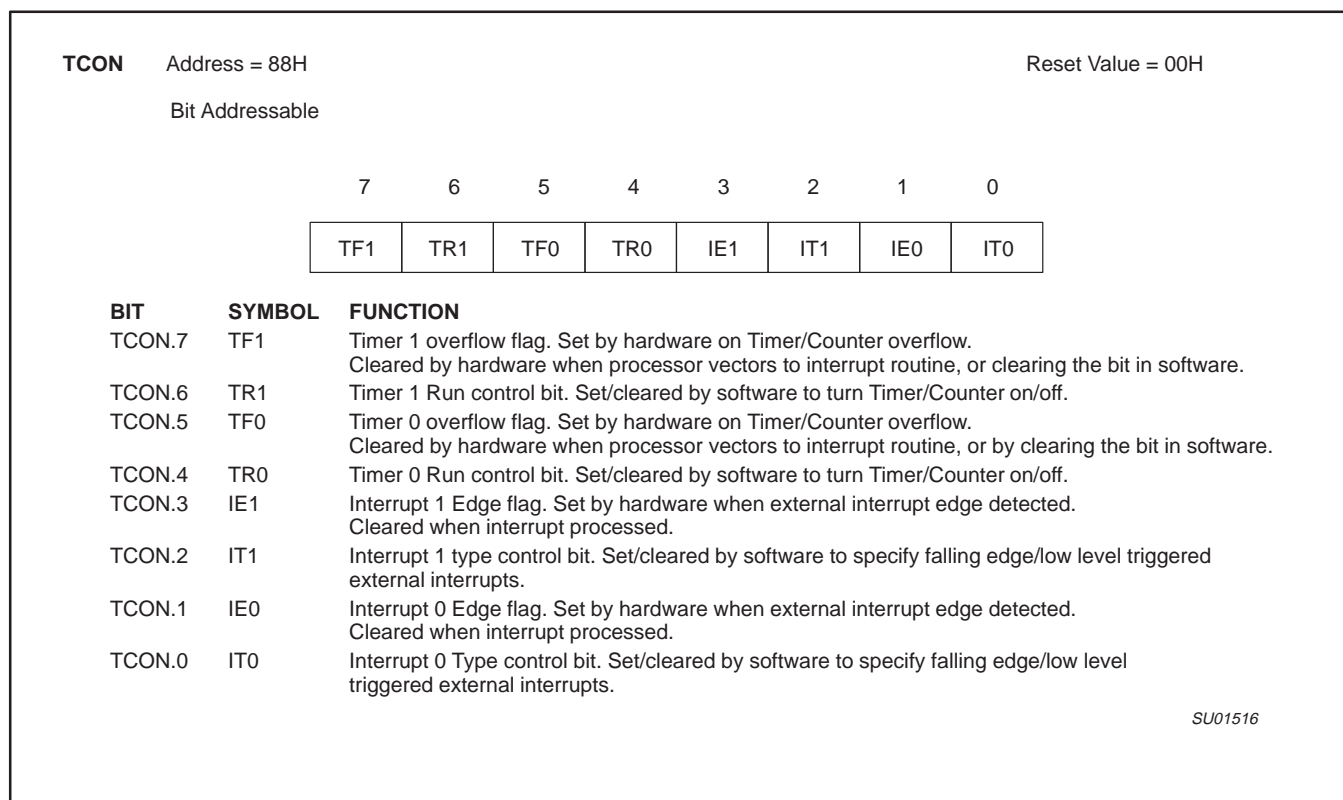 TCON Address = 88H Reset Value = 00H
Bit Addressable
7 6 5 4 3 2 1 0
TF1 TR1 TF0 TR0 IE1 IT1 IE0 IT0
BIT SYMBOL FUNCTION
TCON.7 TF1 Timer 1 overflow flag. Set by hardware on Timer/Counter overflow.
Cleared by hardware when processor vectors to interrupt routine, or clearing the bit in software.
TCON.6 TR1 Timer 1 Run control bit. Set/cleared by software to turn Timer/Counter on/off.
TCON.5 TF0 Timer 0 overflow flag. Set by hardware on Timer/Counter overflow.
Cleared by hardware when processor vectors to interrupt routine, or by clearing the bit in software.
TCON.4 TR0 Timer 0 Run control bit. Set/cleared by software to turn Timer/Counter on/off.
TCON.3 IE1 Interrupt 1 Edge flag. Set by hardware when external interrupt edge detected.
Cleared when interrupt processed.
TCON.2 IT1 Interrupt 1 type control bit. Set/cleared by software to specify falling edge/low level triggered
external interrupts.
TCON.1 IE0 Interrupt 0 Edge flag. Set by hardware when external interrupt edge detected.
Cleared when interrupt processed.
TCON.0 IT0 Interrupt 0 Type control bit. Set/cleared by software to specify falling edge/low level
triggered external interrupts.
SU01516